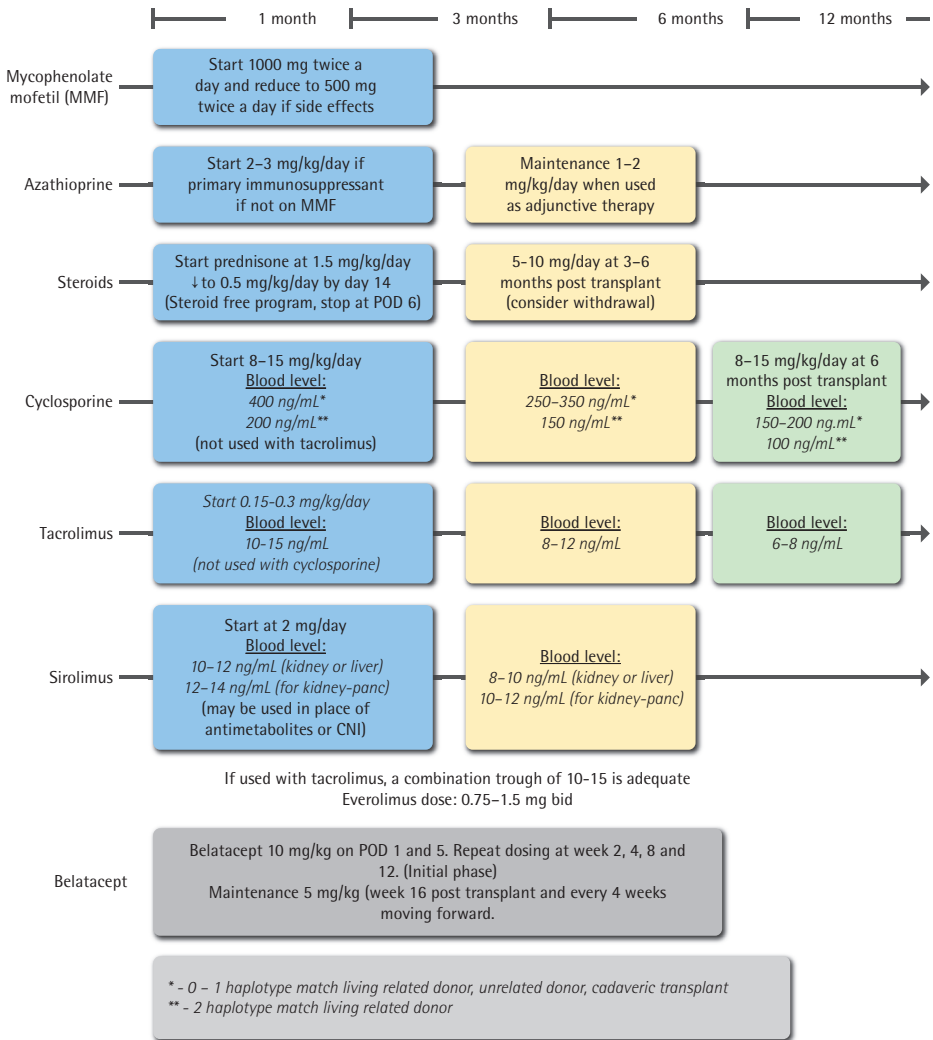 1 month 3 months 6 months 12 months
Mycophenolate
mofetil (MMF)
Start 1000 mg twice a
day and reduce to 500 mg
twice a day if side effects
Azathioprine
Start 2–3 mg/kg/day if
primary immunosuppressant
if not on MMF
Maintenance 1–2
mg/kg/day when used
as adjunctive therapy
Steroids
Start prednisone at 1.5 mg/kg/day
↓to 0.5 mg/kg/day by day 14
(Steroid free program, stop at POD 6)
5-10 mg/day at 3–6
months post transplant
(consider withdrawal)
Cyclosporine
Start 8–15 mg/kg/day
Blood level:
400 ng/mL*
200 ng/mL**
(not used with tacrolimus)
250–350 ng/mL*
Blood level:
150 ng/mL**
8–15 mg/kg/day at 6
months post transplant
Blood level:
150–200 ng.mL*
100 ng/mL**
Tacrolimus
Start 0.15-0.3 mg/kg/day
Blood level:
10-15 ng/mL
(not used with cyclosporine)
Blood level:
8–12 ng/mL
Blood level:
6–8 ng/mL
Sirolimus
Start at 2 mg/day
Blood level:
10–12 ng/mL (kidney or liver)
12–14 ng/mL (for kidney-panc)
(may be used in place of
antimetabolites or CNI)
Blood level:
8–10 ng/mL (kidney or liver)
10–12 ng/mL (for kidney-panc)
If used with tacrolimus, a combination trough of 10-15 is adequate
Everolimus dose: 0.75–1.5 mg bid
Belatacept
Belatacept 10 mg/kg on POD 1 and 5. Repeat dosing at week 2, 4, 8 and
12. (Initial phase)
Maintenance 5 mg/kg (week 16 post transplant and every 4 weeks
moving forward.
* - 0 – 1 haplotype match living related donor, unrelated donor, cadaveric transplant
** - 2 haplotype match living related donor